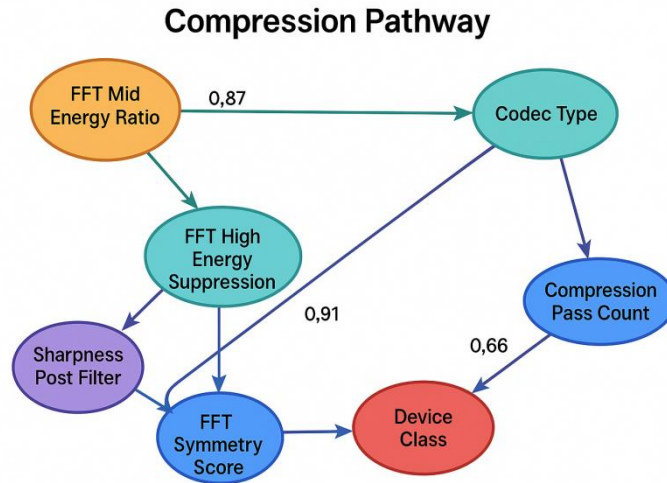 Compression Pathway
FFT Mid
Energy Ratio
0,87
Codec Type
FFT High
Energy
Suppression
Compression
Pass Count
0,91
0,66
Sharpness
Post Filter
FFT
Symmetry
Score
Device
Class